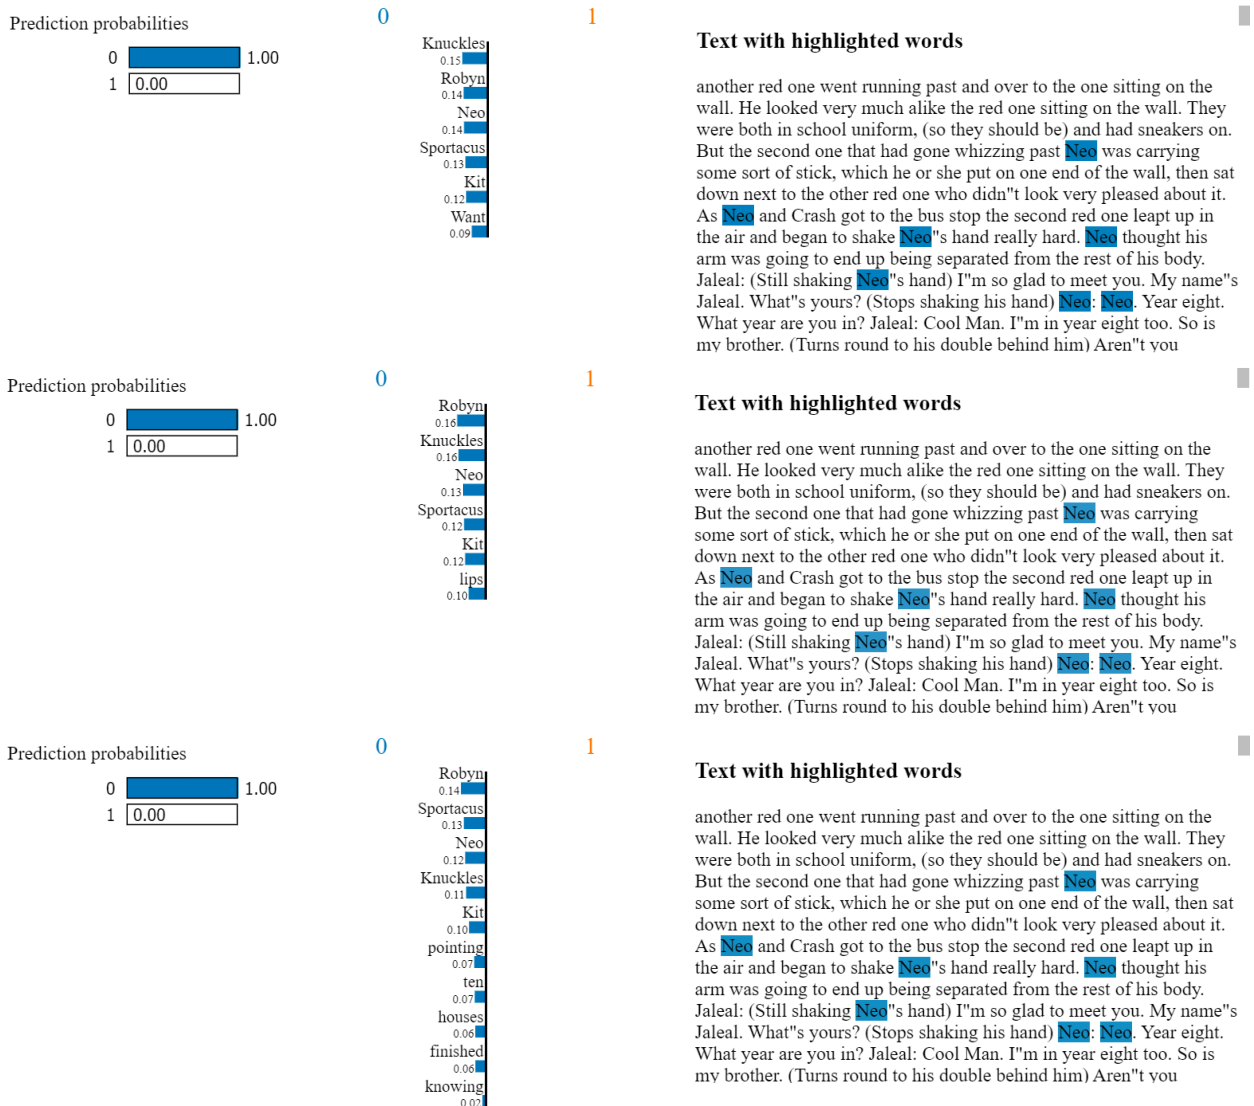 Prediction probabilities
0 1.00
1 0.00
0 1
Knuckles
0.15
Robyn
0.14
Neo
0.14
Sportacus
0.13
Kit
0.12
Want
0.09
Text with highlighted words
another red one went running past and over to the one sitting on the
wall. He looked very much alike the red one sitting on the wall. They
were both in school uniform, (so they should be) and had sneakers on.
But the second one that had gone whizzing past Neo was carrying
some sort of stick, which he or she put on one end of the wall, then sat
down next to the other red one who didn"t look very pleased about it.
As Neo and Crash got to the bus stop the second red one leapt up in
the air and began to shake Neo"s hand really hard. Neo thought his
arm was going to end up being separated from the rest of his body.
Jaleal: (Still shaking Neo"s hand) I"m so glad to meet you. My name"s
Jaleal. What"s yours? (Stops shaking his hand) Neo: Neo. Year eight.
What year are you in? Jaleal: Cool Man. I"m in year eight too. So is
my brother. (Turns round to his double behind him) Aren"t you
Prediction probabilities
0 1.00
1 0.00
0 1
Robyn
0.16
Knuckles
0.16
Neo
0.13
Sportacus
0.12
Kit
0.12
lips
0.10
Text with highlighted words
another red one went running past and over to the one sitting on the
wall. He looked very much alike the red one sitting on the wall. They
were both in school uniform, (so they should be) and had sneakers on.
But the second one that had gone whizzing past Neo was carrying
some sort of stick, which he or she put on one end of the wall, then sat
down next to the other red one who didn"t look very pleased about it.
As Neo and Crash got to the bus stop the second red one leapt up in
the air and began to shake Neo"s hand really hard. Neo thought his
arm was going to end up being separated from the rest of his body.
Jaleal: (Still shaking Neo"s hand) I"m so glad to meet you. My name"s
Jaleal. What"s yours? (Stops shaking his hand) Neo: Neo. Year eight.
What year are you in? Jaleal: Cool Man. I"m in year eight too. So is
my brother. (Turns round to his double behind him) Aren"t you
Prediction probabilities
0 1.00
1 0.00
0 1
Robyn
0.14
Sportacus
0.13
Neo
0.12
Knuckles
0.11
Kit
0.10
pointing
0.07
ten
0.07
houses
0.06
finished
0.06
knowing
0.02
Text with highlighted words
another red one went running past and over to the one sitting on the
wall. He looked very much alike the red one sitting on the wall. They
were both in school uniform, (so they should be) and had sneakers on.
But the second one that had gone whizzing past Neo was carrying
some sort of stick, which he or she put on one end of the wall, then sat
down next to the other red one who didn"t look very pleased about it.
As Neo and Crash got to the bus stop the second red one leapt up in
the air and began to shake Neo"s hand really hard. Neo thought his
arm was going to end up being separated from the rest of his body.
Jaleal: (Still shaking Neo"s hand) I"m so glad to meet you. My name"s
Jaleal. What"s yours? (Stops shaking his hand) Neo: Neo. Year eight.
What year are you in? Jaleal: Cool Man. I"m in year eight too. So is
my brother. (Turns round to his double behind him) Aren"t you